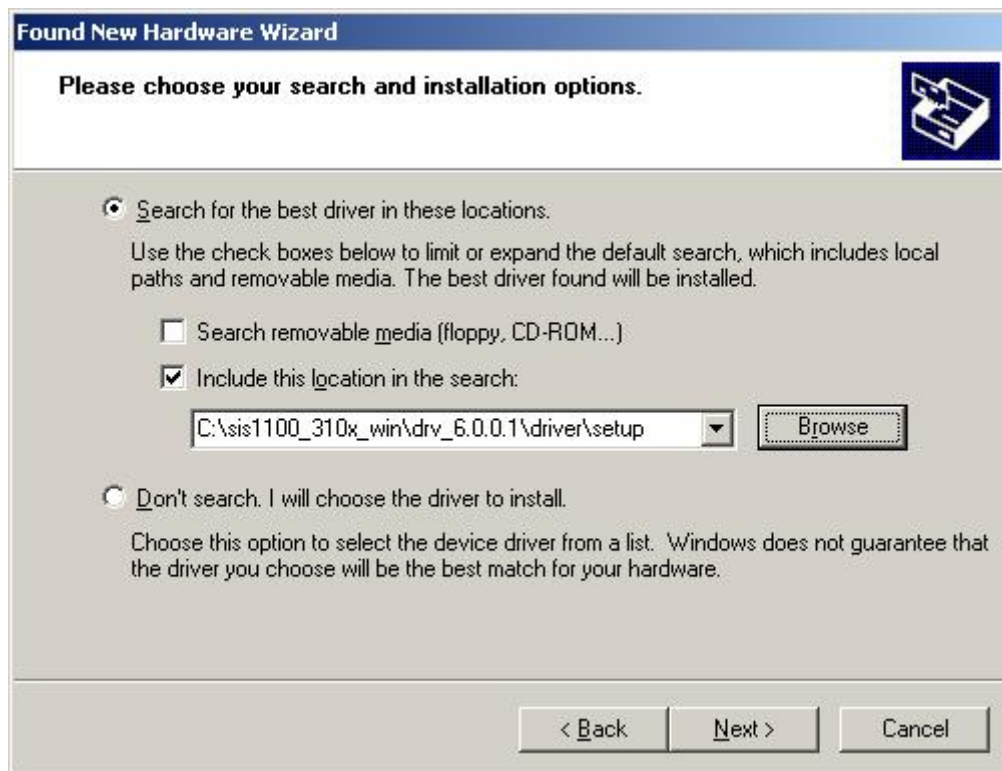 Found New Hardware Wizard
Please choose your search and installation options.
Search for the best driver in these locations.
Use the check boxes below to limit or expand the default search, which includes local
paths and removable media. The best driver found will be installed.
Search removable media (floppy, CD-ROM...)
Include this location in the search:
C:\sis1100_310x_win\drv_6.0.0.1\driver\setup
Browse
Don't search. I will choose the driver to install.
Choose this option to select the device driver from a list.  Windows does not guarantee that
the driver you choose will be the best match for your hardware.
< Back
Next >
Cancel